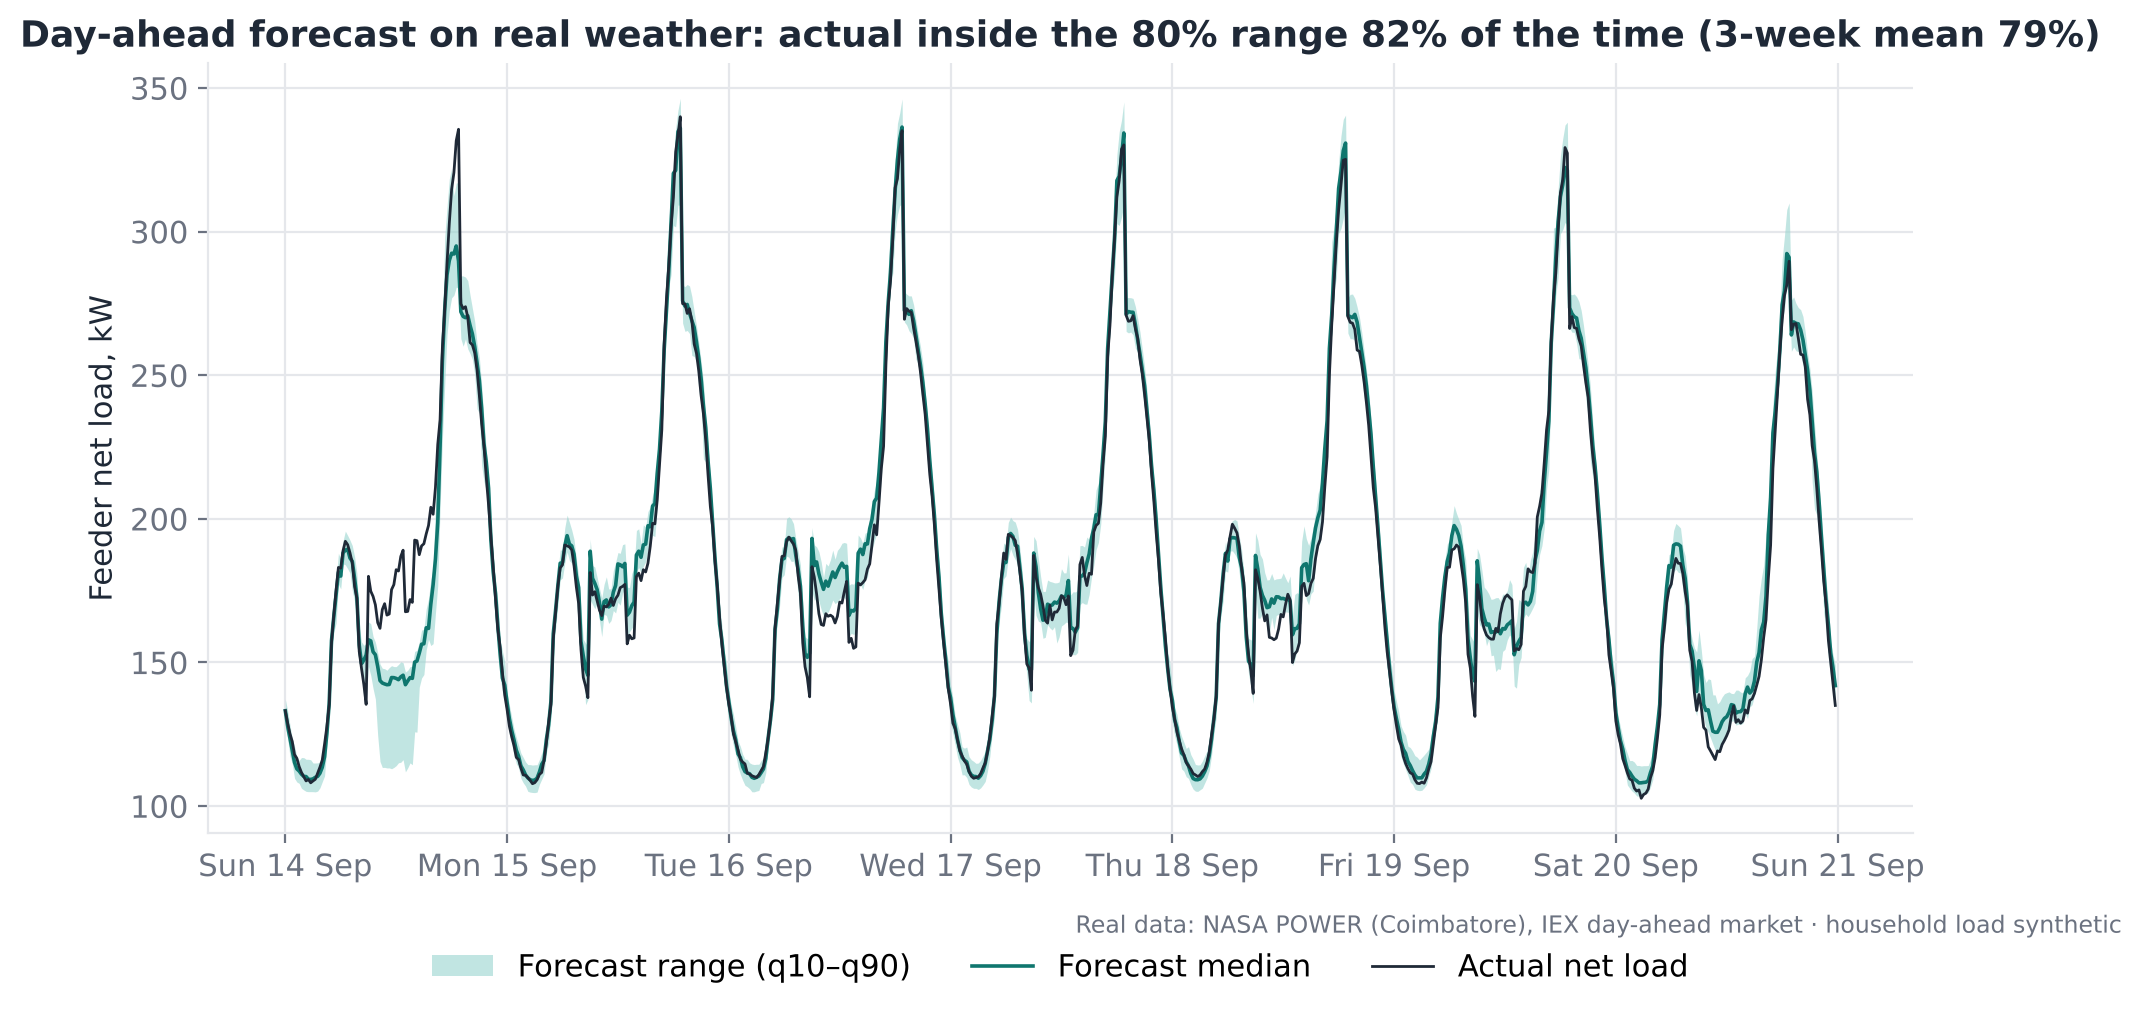 Day-ahead forecast on real weather: actual inside the 80% range 82% of the time (3-week mean 79%)
350
300
250
200
150
100
Feeder net load, kW
Sun 14 Sep Mon 15 Sep Tue 16 Sep Wed 17 Sep Thu 18 Sep Fri 19 Sep Sat 20 Sep Sun 21 Sep
Real data: NASA POWER (Coimbatore), IEX day-ahead market · household load synthetic
Forecast range (q10–q90) Forecast median Actual net load